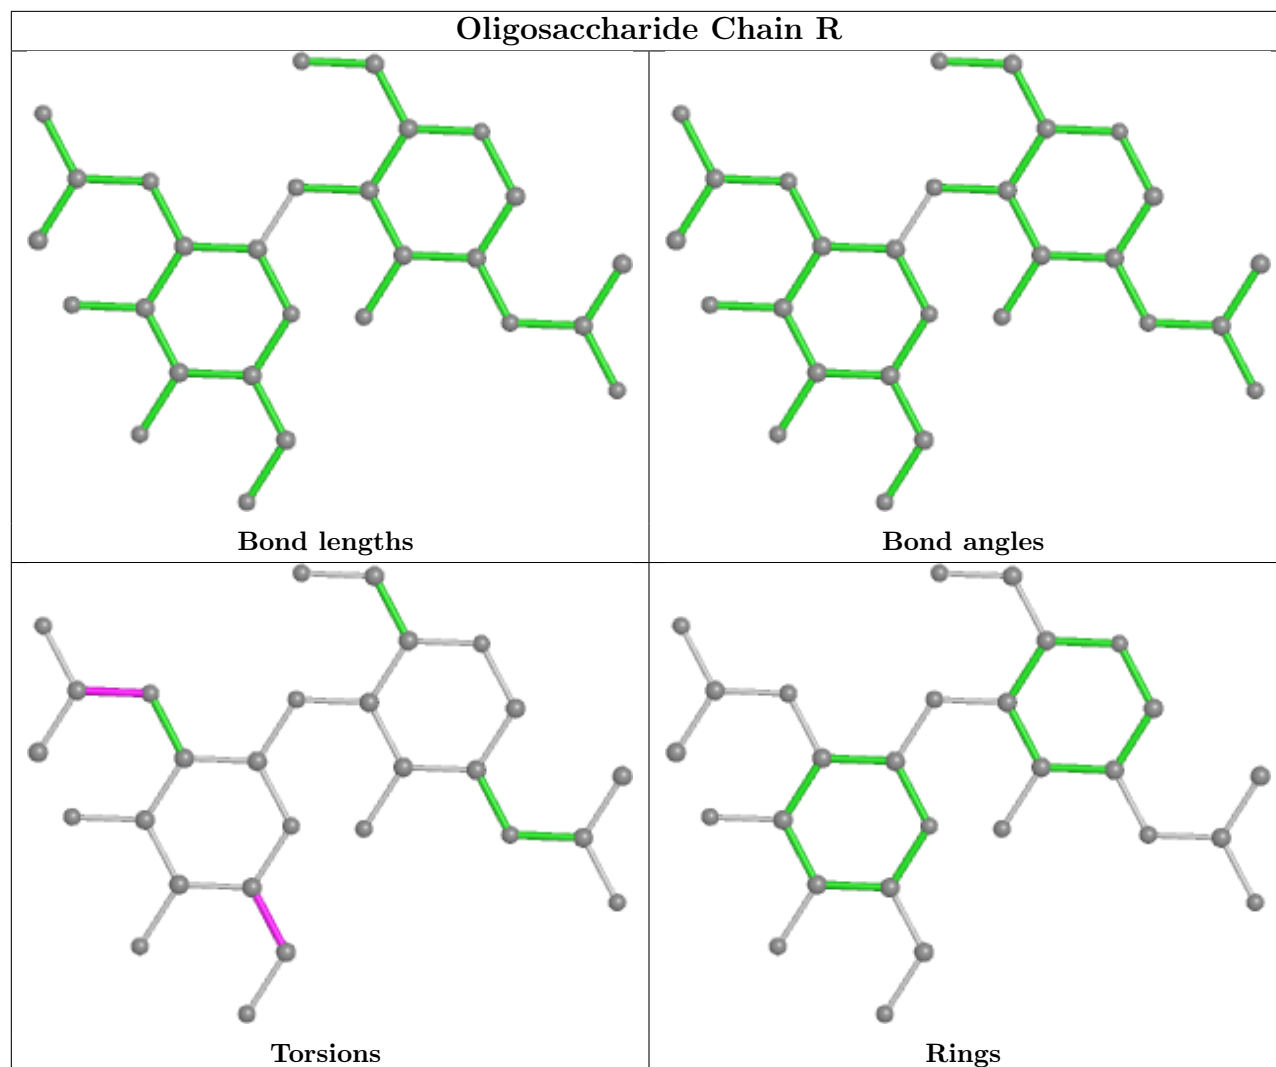 Oligosaccharide Chain R
Bond lengths
Bond angles
Torsions
Rings